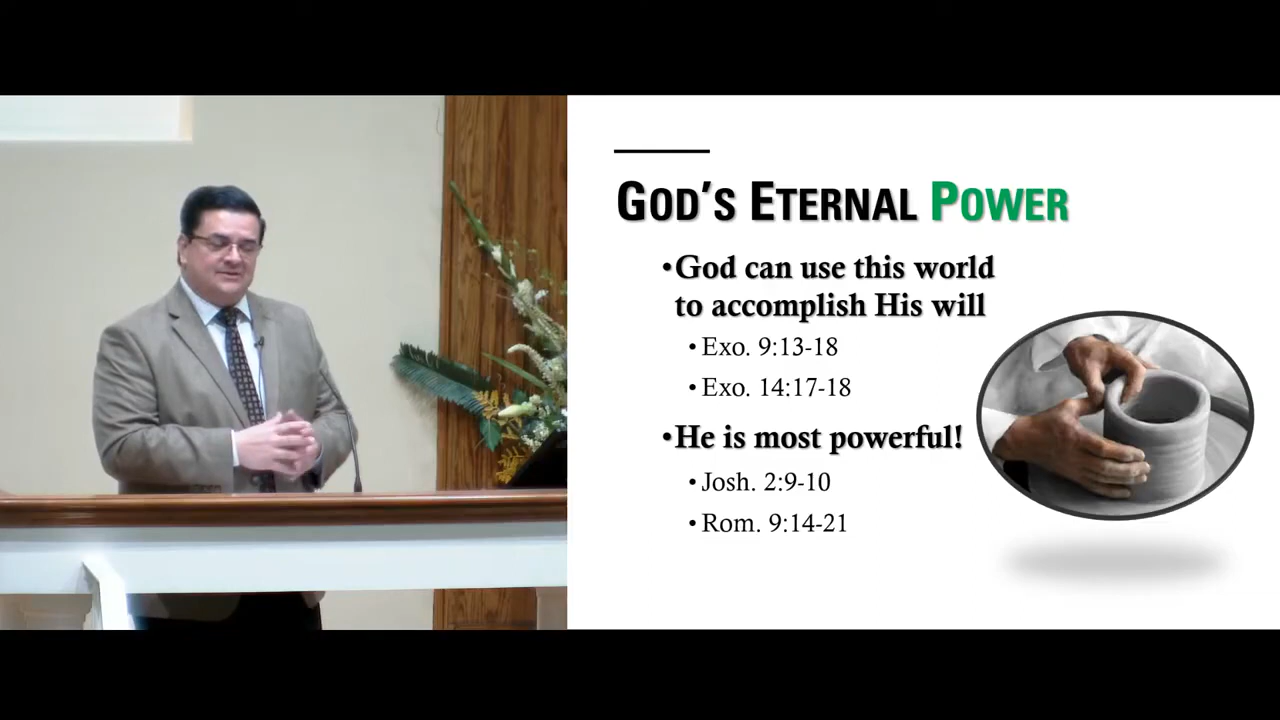 God's Eternal Power
•God can use this world
to accomplish His will
• Exo. 9:13-18
• Exo. 14:17-18
•He is most powerful!
• Josh. 2:9-10
• Rom. 9:14-21